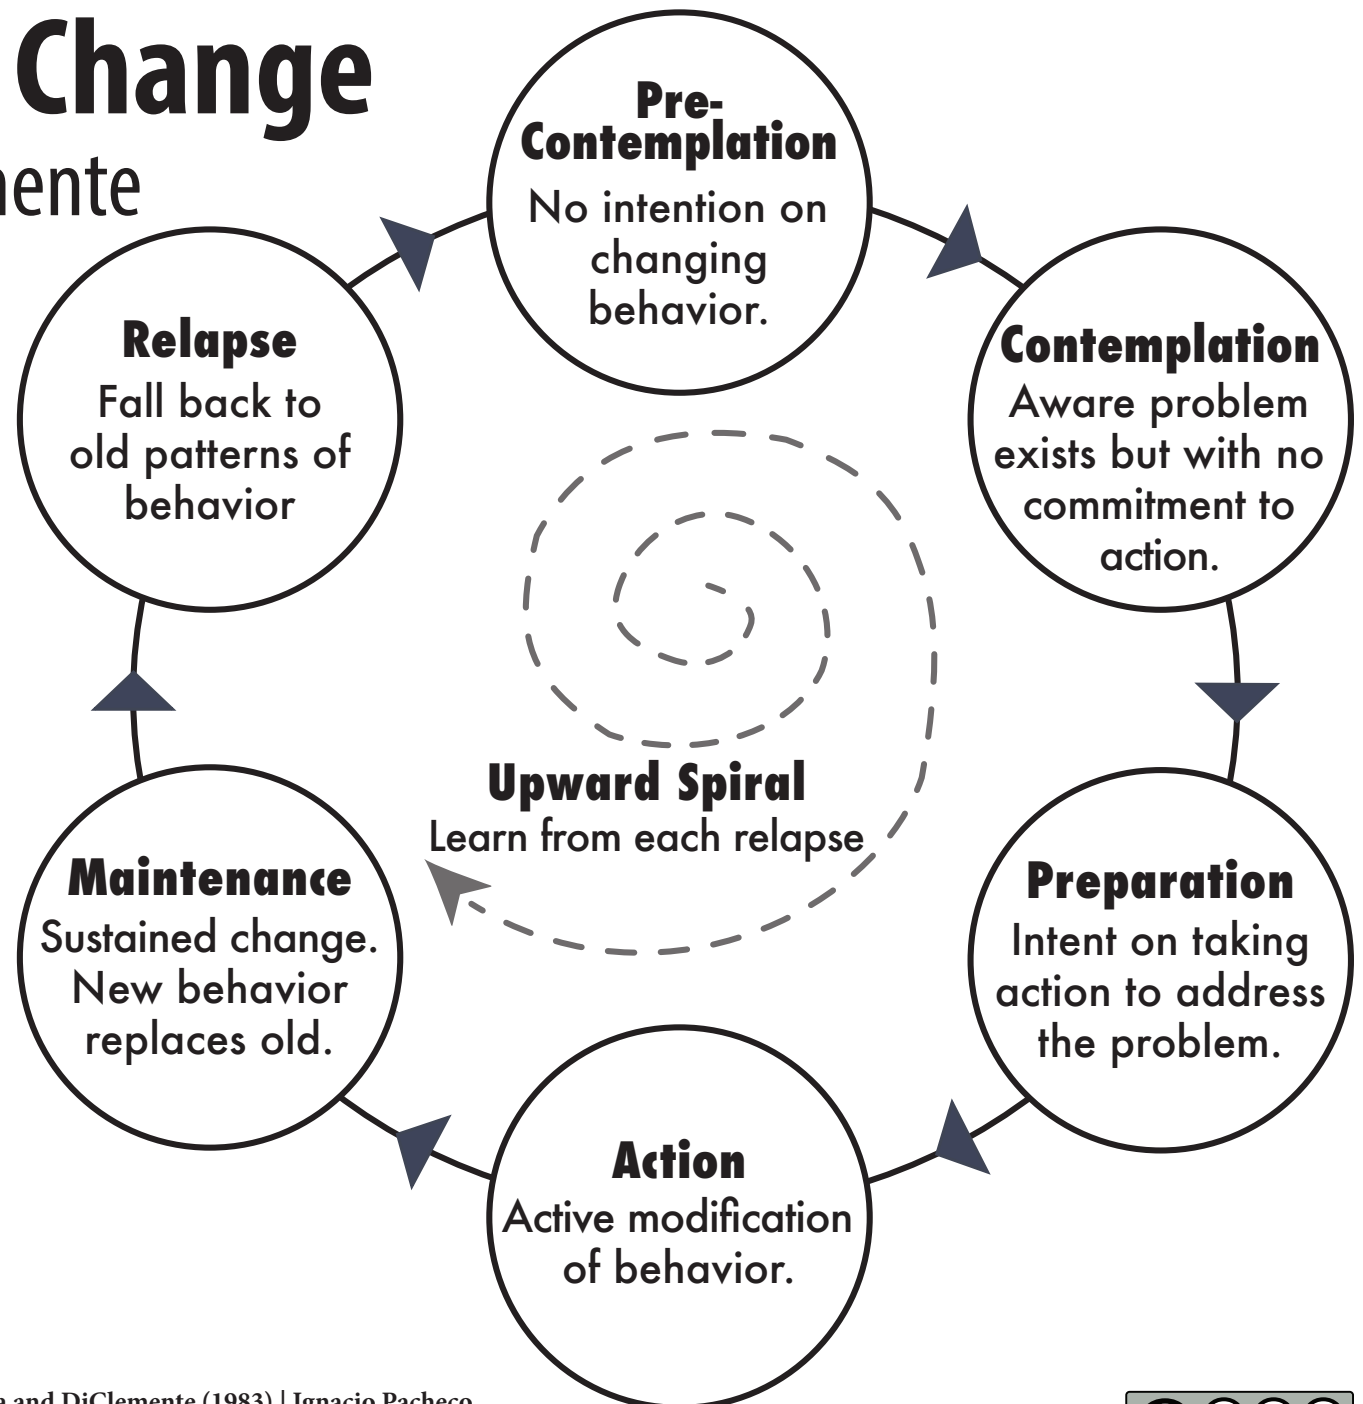 Change
Pre-
Contemplation
No intention on
changing
behavior.
Contemplation
Aware problem
exists but with no
commitment to
action.
Preparation
Intent on taking
action to address
the problem.
Action
Active modification
of behavior.
Maintenance
Sustained change.
New behavior
replaces old.
Relapse
Fall back to
old patterns of
behavior
Upward Spiral
Learn from each relapse
and DiClemente (1983) | Ignacio Pacheco